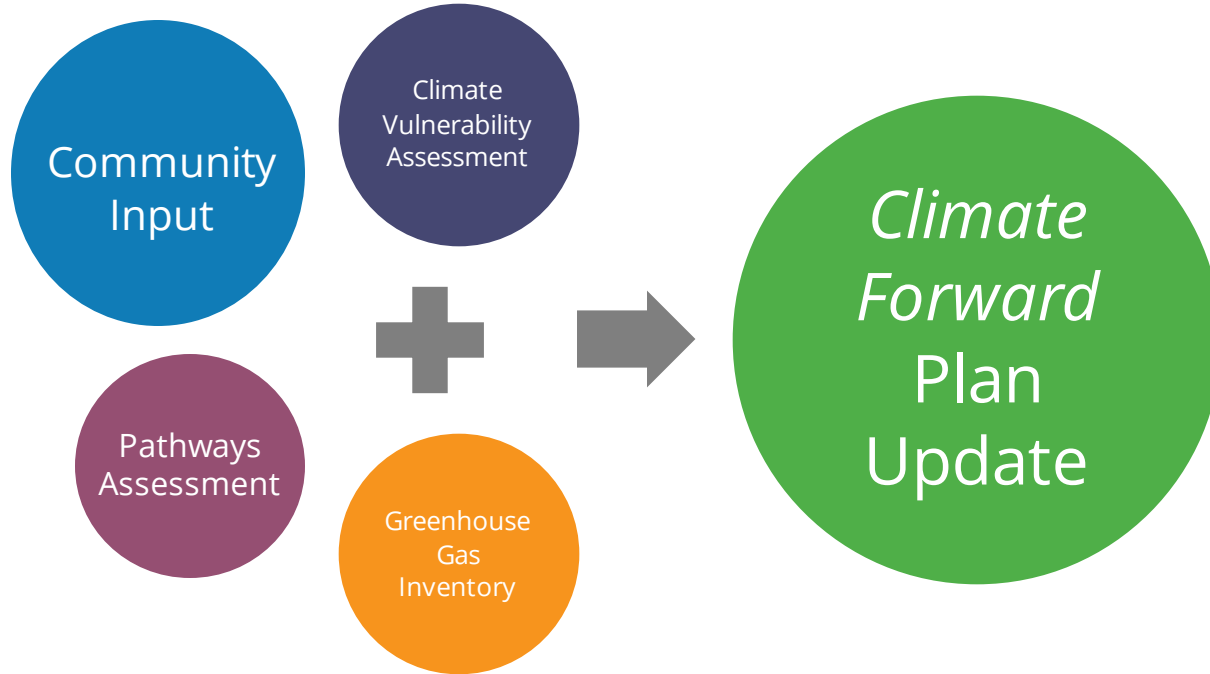 Community
Input
Climate
Vulnerability
Assessment
Pathways
Assessment
Greenhouse
Gas
Inventory
Climate
Forward
Plan
Update